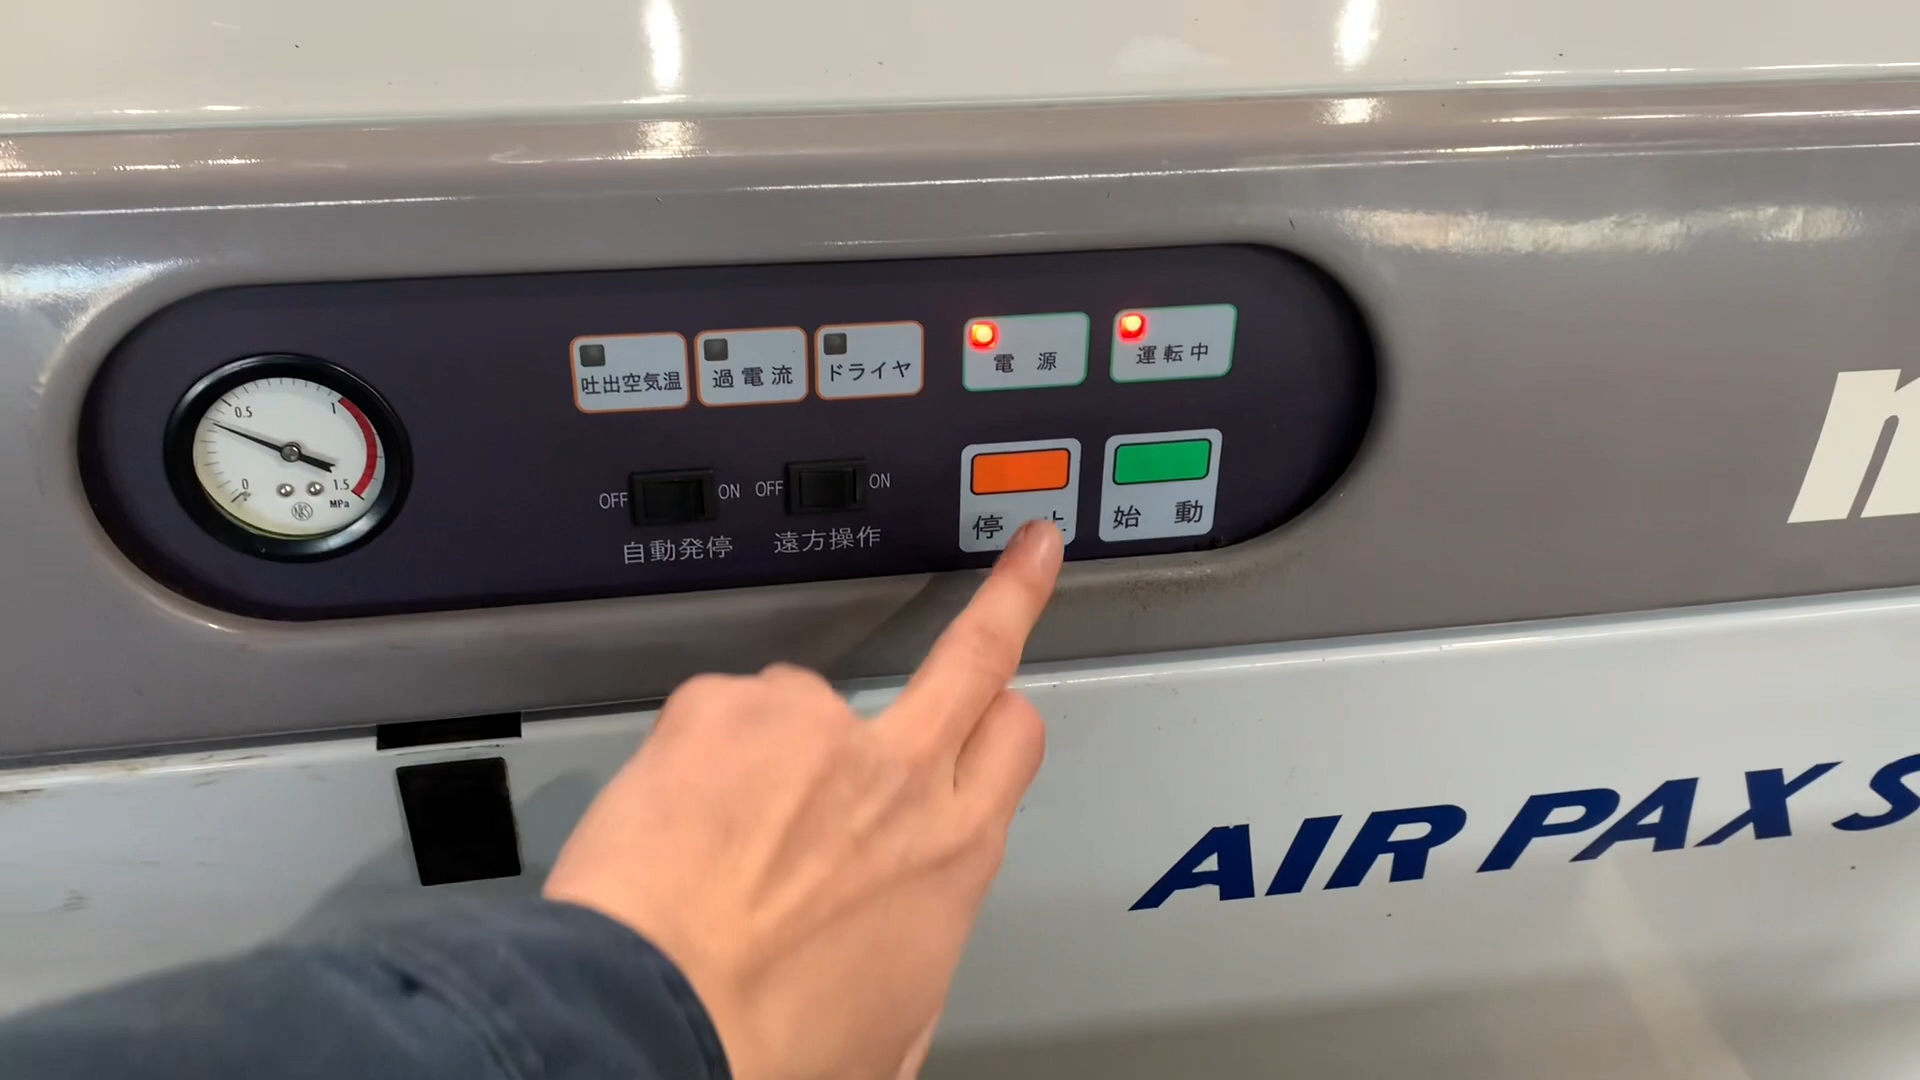 吐出空気温
過電流
ドライヤ
電源
運転中
0
0.5
1
1.5
MPa
OFF
ON
自動発停
OFF
ON
遠方操作
停
始動
AIR PAX